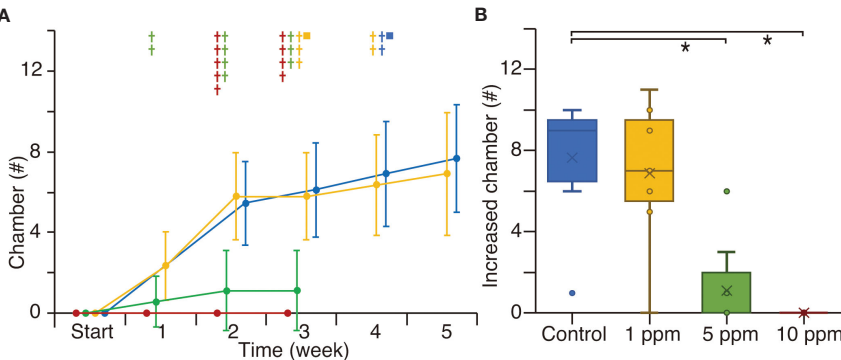 A
Chamber (#)
12
8
4
0
Start 1 2 3 4 5
Time (week)
B
Increased chamber (#)
12
8
4
0
* *
Control 1 ppm 5 ppm 10 ppm